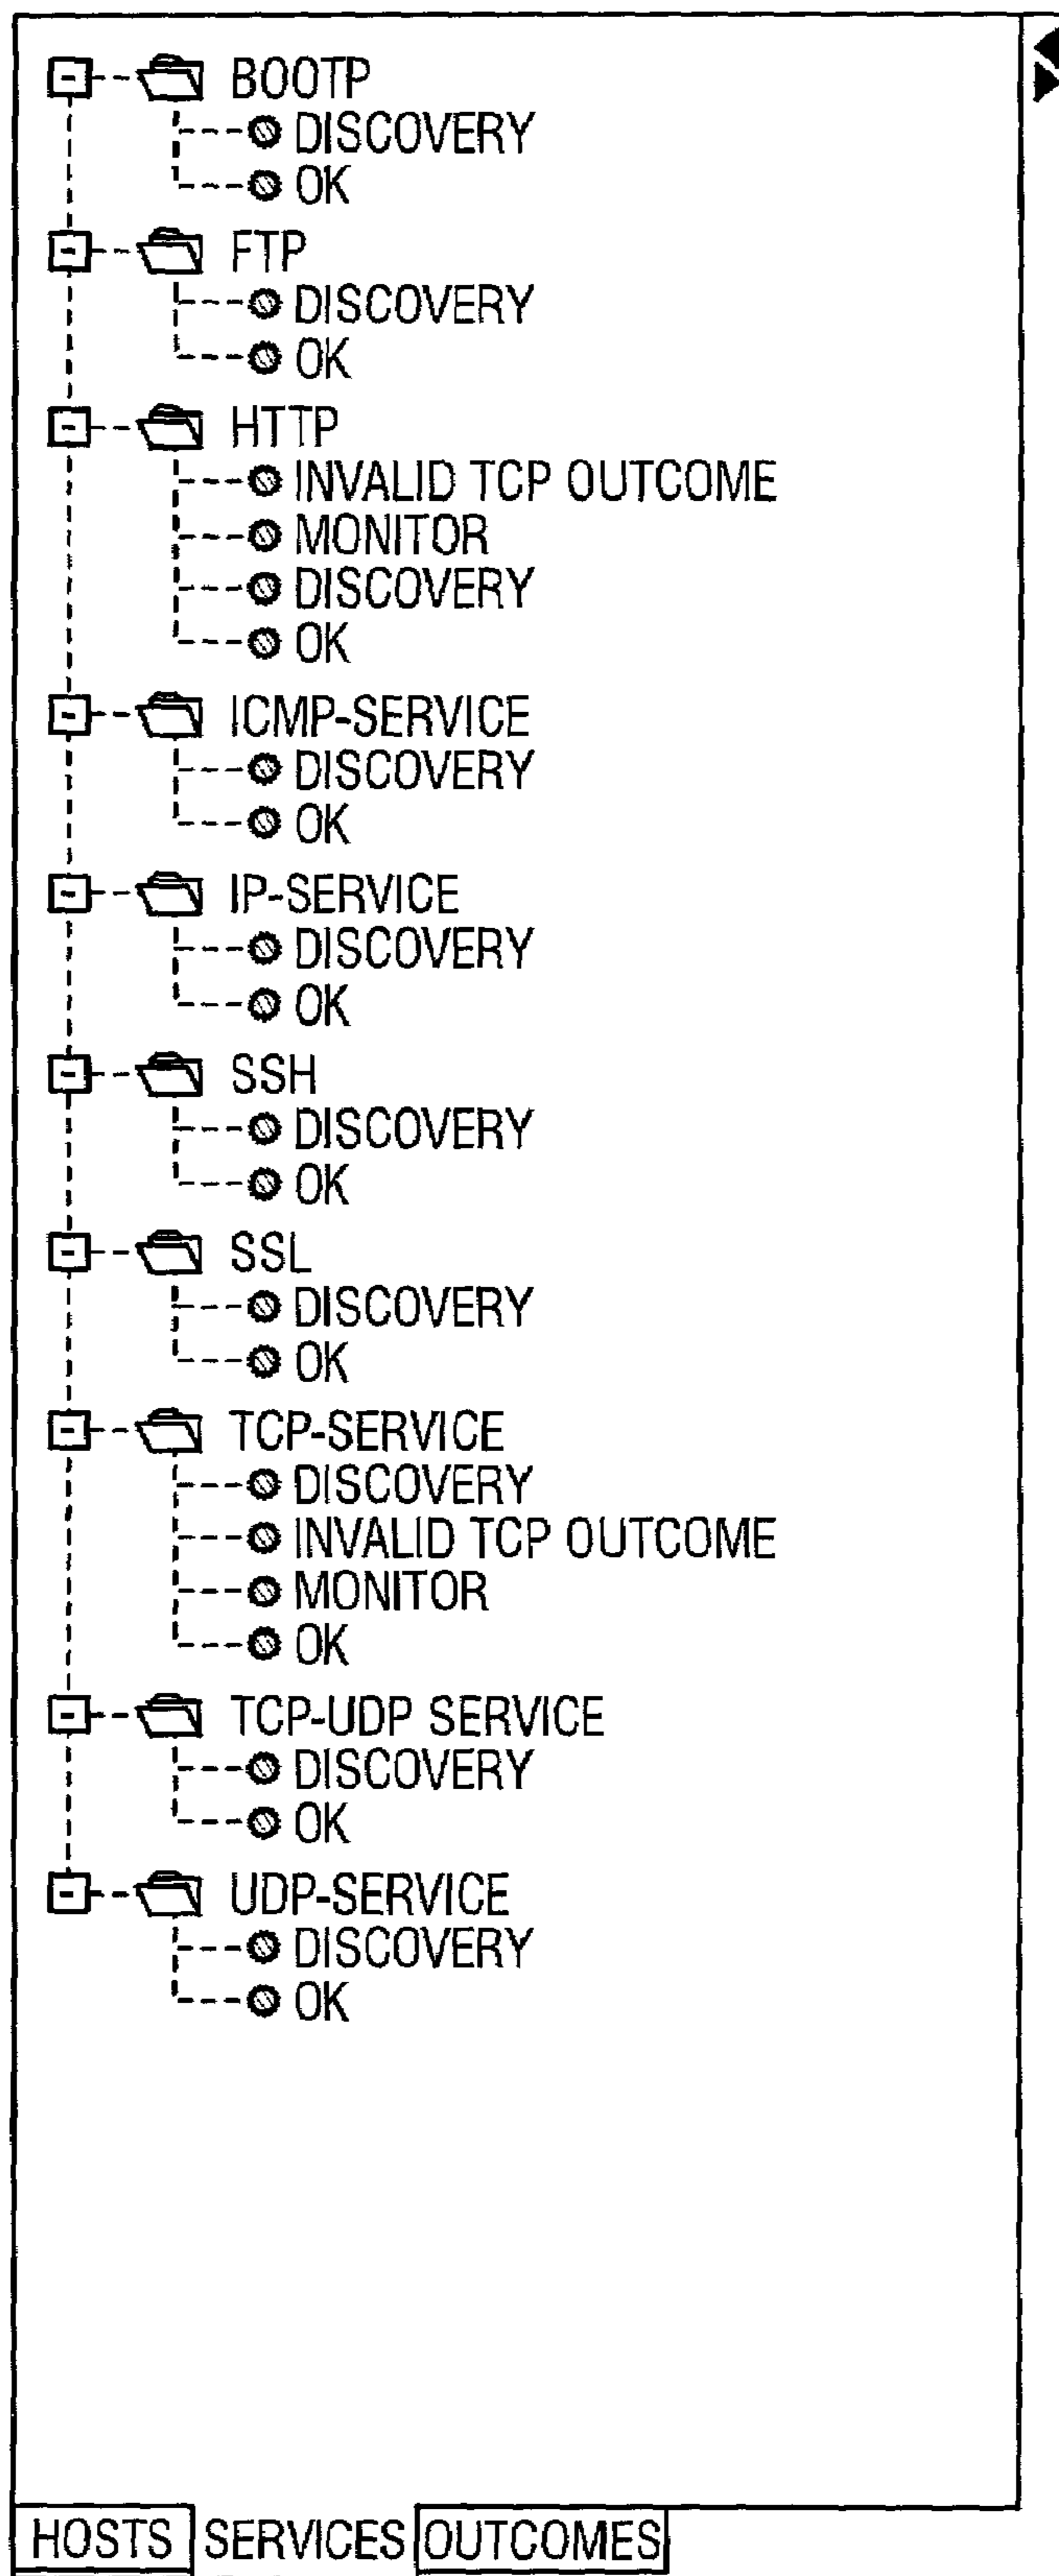 BOOTP
DISCOVERY
OK
FTP
DISCOVERY
OK
HTTP
INVALID TCP OUTCOME
MONITOR
DISCOVERY
OK
ICMP-SERVICE
DISCOVERY
OK
IP-SERVICE
DISCOVERY
OK
SSH
DISCOVERY
OK
SSL
DISCOVERY
OK
TCP-SERVICE
DISCOVERY
INVALID TCP OUTCOME
MONITOR
OK
TCP-UDP SERVICE
DISCOVERY
OK
UDP-SERVICE
DISCOVERY
OK
HOSTS SERVICES OUTCOMES